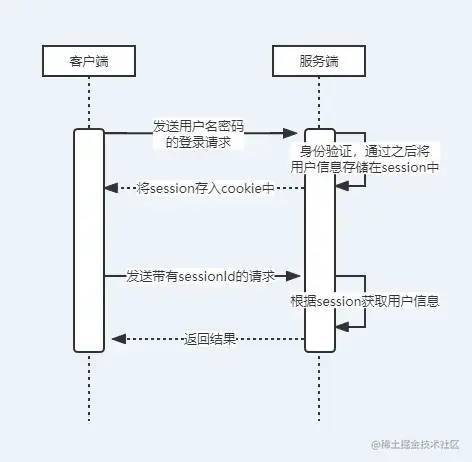 客户端
服务端
发送用户名密码
的登录请求
身份验证，通过之后将
用户信息存储在session中
将session存入cookie中
发送带有sessionId的请求
根据session获取用户信息
返回结果
@稀土掘金技术社区